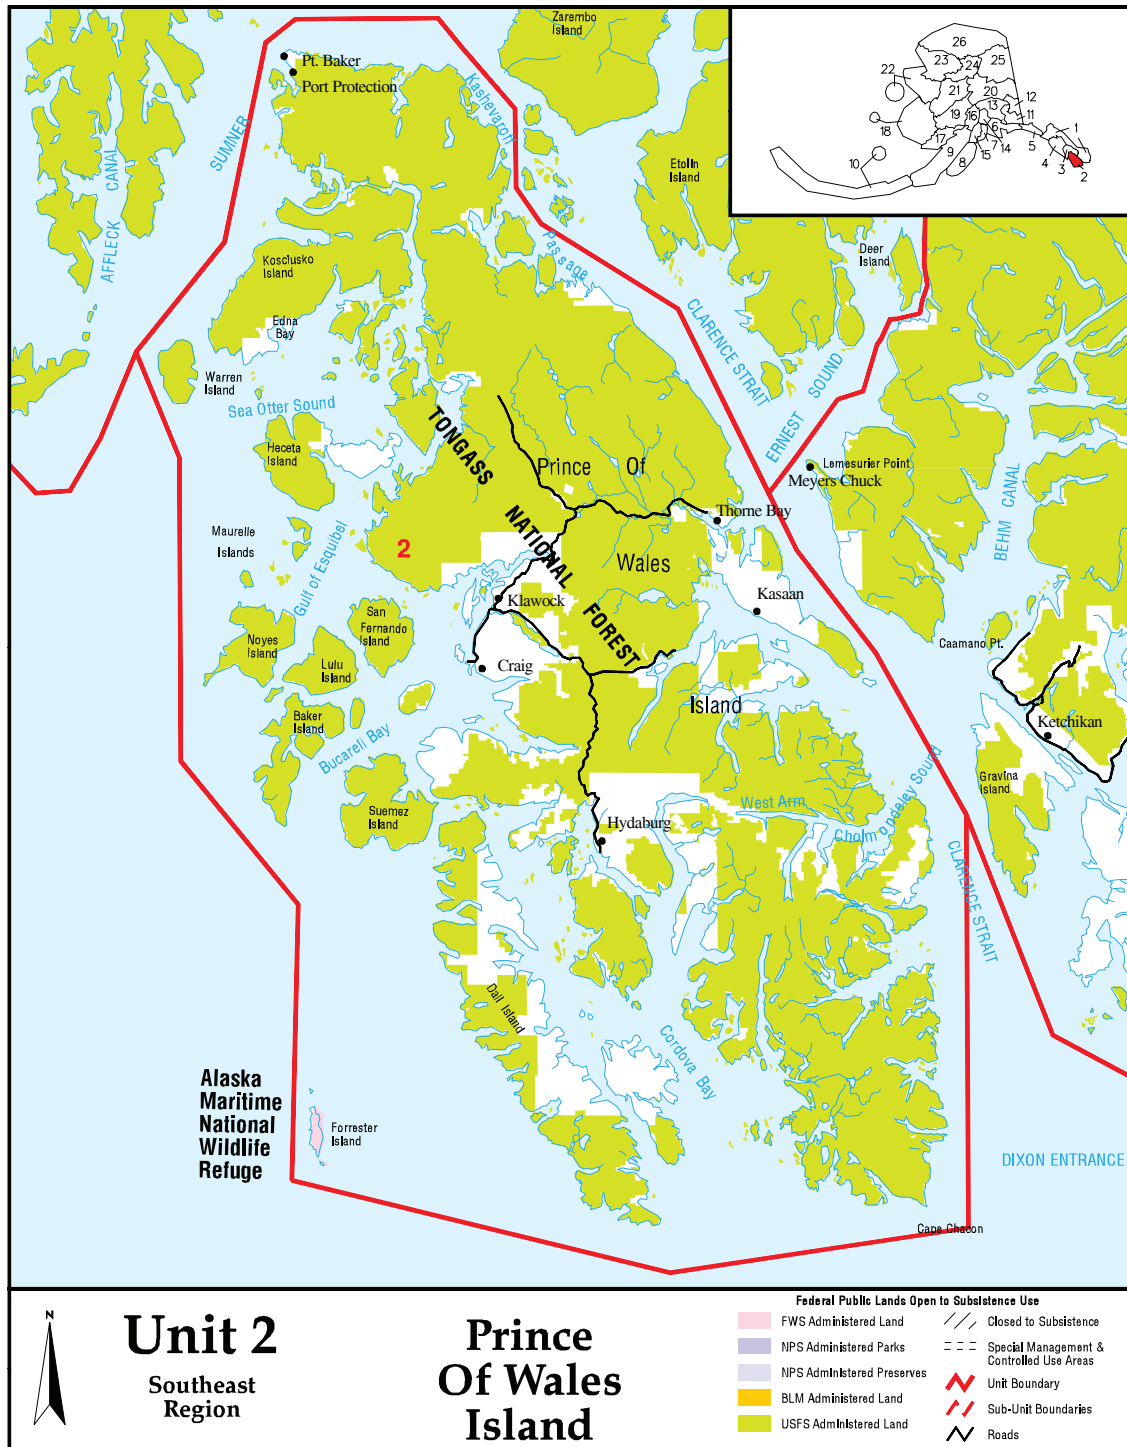 Zarembo
Island
Pt. Baker
Port Protection
Kashevarof
Passage
SUMNER
AFFLECK CANAL
Etolin
Island
26
23
24
25
22
21
20
12
13
11
19
16
18
17
6
1
9
7
14
5
10
8
15
4
3
2
Deer
Island
Kosciusko
Island
Edna
Bay
Warren
Island
Sea Otter Sound
CLARENCE STRAIT
ERNEST SOUND
Heceta
Island
TONGASS
NATIONAL
FOREST
Prince Of
Wales
Island
Lemesurier Point
Meyers Chuck
BEHM CANAL
Thorne Bay
Maurelle
Islands
Gulf of Esquibel
2
Klawock
Kasaan
San
Fernando
Island
Noyes
Island
Lulu
Island
Craig
Caamano Pt.
Baker
Island
Bucareli Bay
Ketchikan
Gravina
Island
Suemez
Island
Hydaburg
West Arm
Cholmondeley Sound
CLARENCE STRAIT
Dall Island
Cordova Bay
Alaska
Maritime
National
Wildlife
Refuge
Forrester
Island
DIXON ENTRANCE
Cape Chacon
N
Unit 2
Southeast
Region
Prince
Of Wales
Island
Federal Public Lands Open to Subsistence Use
FWS Administered Land
NPS Administered Parks
NPS Administered Preserves
BLM Administered Land
USFS Administered Land
Closed to Subsistence
Special Management &
Controlled Use Areas
Unit Boundary
Sub-Unit Boundaries
Roads